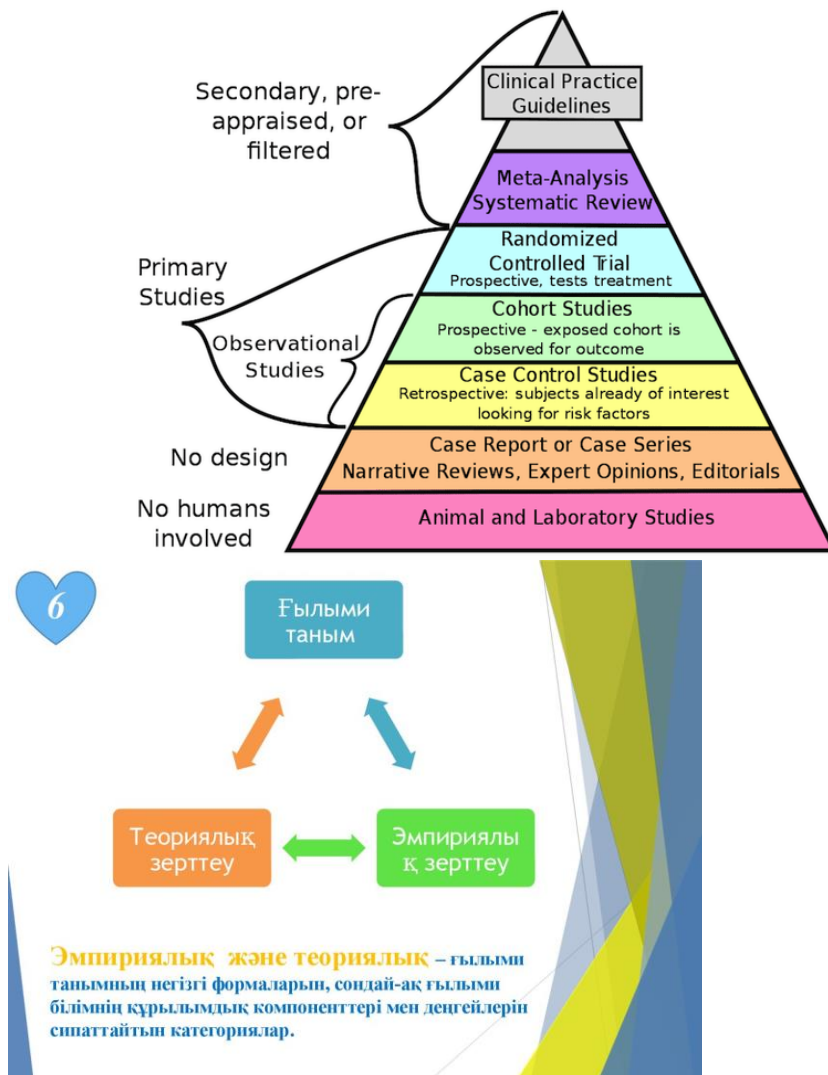 Clinical Practice
Guidelines
Secondary, pre-
appraised, or
filtered
Meta-Analysis
Systematic Review
Randomized
Controlled Trial
Prospective, tests treatment
Primary
Studies
Cohort Studies
Prospective - exposed cohort is
observed for outcome
Observational
Studies
Case Control Studies
Retrospective: subjects already of interest
looking for risk factors
No design
Case Report or Case Series
Narrative Reviews, Expert Opinions, Editorials
No humans
involved
Animal and Laboratory Studies
6
Ғылыми
таным
Теориялық
зерттеу
Эмпириялы
қ зерттеу
Эмпириялық және теориялық – ғылыми
танымның негізгі формаларын, сондай-ақ ғылыми
білімнің құрылымдық компоненттері мен деңгейлерін
сипаттайтын категориялар.